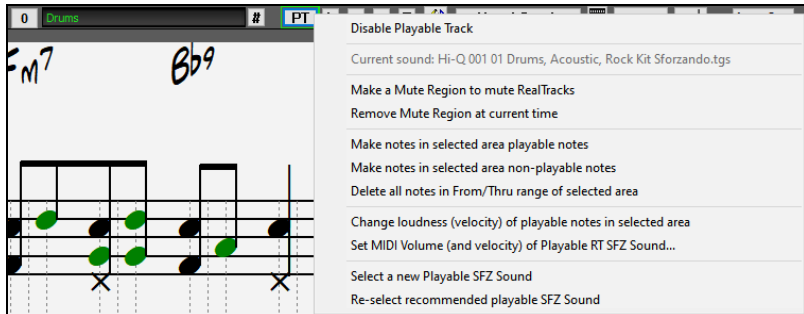 0 Drums # PT
Disable Playable Track
Current sound: Hi-Q 001 01 Drums, Acoustic, Rock Kit Sforzando.tgs
Fm7 Bb9
Make a Mute Region to mute RealTracks
Remove Mute Region at current time
Make notes in selected area playable notes
Make notes in selected area non-playable notes
Delete all notes in From/Thru range of selected area
Change loudness (velocity) of playable notes in selected area
Set MIDI Volume (and velocity) of Playable RT SFZ Sound...
Select a new Playable SFZ Sound
Re-select recommended playable SFZ Sound